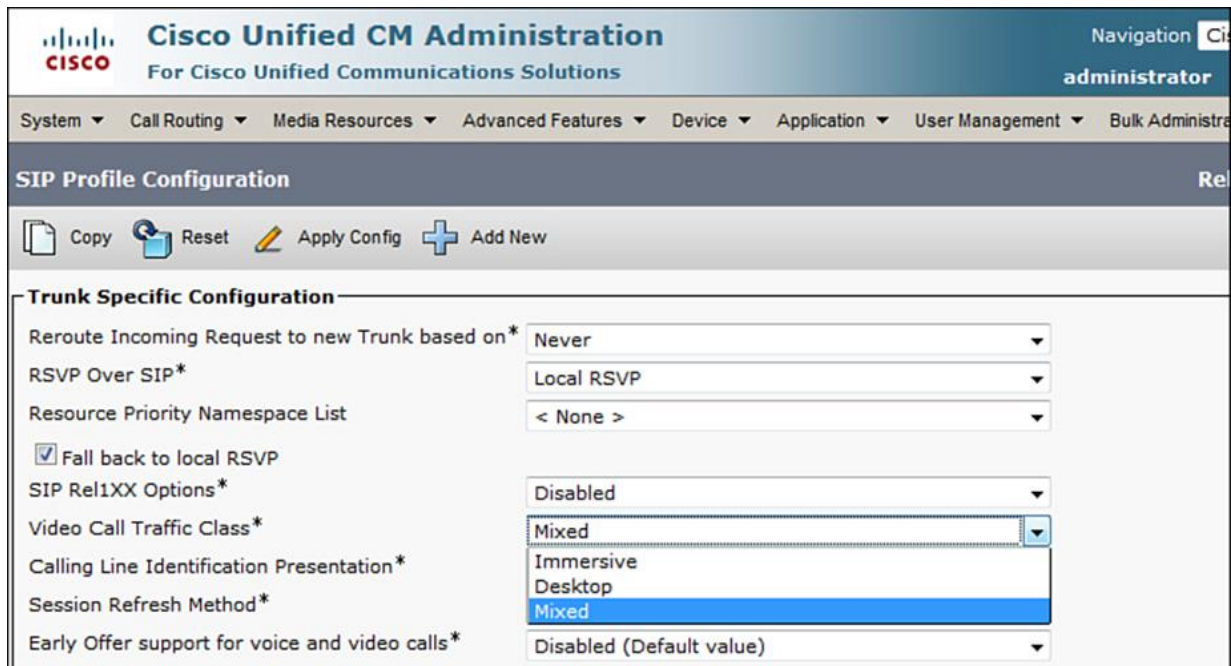 CISCO
Cisco Unified CM Administration
For Cisco Unified Communications Solutions
Navigation Cis
administrator
System Call Routing Media Resources Advanced Features Device Application User Management Bulk Administra
SIP Profile Configuration
Rel
Copy Reset Apply Config Add New
Trunk Specific Configuration
Reroute Incoming Request to new Trunk based on* Never
RSVP Over SIP* Local RSVP
Resource Priority Namespace List < None >
Fall back to local RSVP
SIP Rel1XX Options* Disabled
Video Call Traffic Class* Mixed
Calling Line Identification Presentation* Immersive
Desktop
Session Refresh Method* Mixed
Early Offer support for voice and video calls* Disabled (Default value)